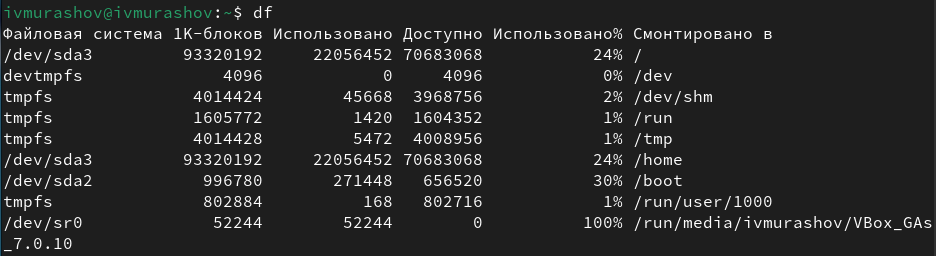 ivmurashov@ivmurashov:~$ df
Файловая система 1K-блоков Использовано Доступно Использовано% Смонтировано в
/dev/sda3         93320192     22056452 70683068           24% /
devtmpfs              4096            0     4096            0% /dev
tmpfs              4014424        45668  3968756            2% /dev/shm
tmpfs              1605772         1420  1604352            1% /run
tmpfs              4014428         5472  4008956            1% /tmp
/dev/sda3         93320192     22056452 70683068           24% /home
/dev/sda2           996780       271448   656520           30% /boot
tmpfs               802884          168   802716            1% /run/user/1000
/dev/sr0             52244        52244        0          100% /run/media/ivmurashov/VBox_GAs
_7.0.10